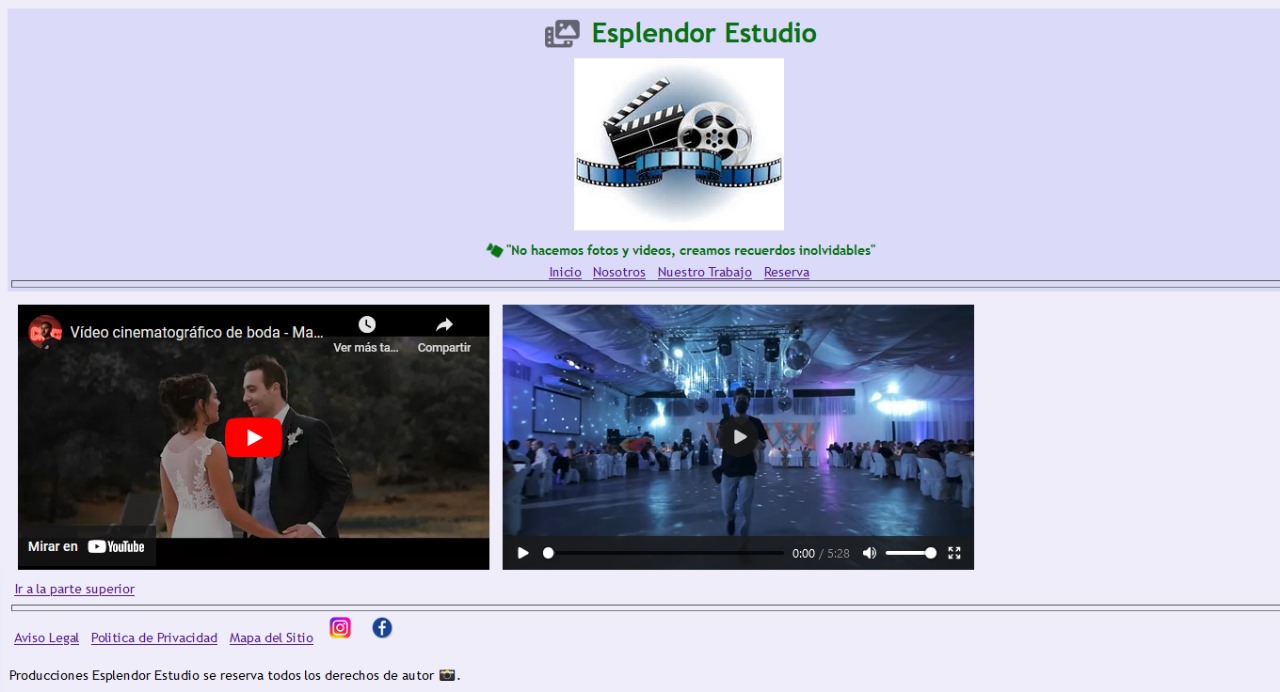 Esplendor Estudio
"No hacemos fotos y videos, creamos recuerdos inolvidables"
Inicio Nosotros Nuestro Trabajo Reserva
Vídeo cinematográfico de boda - Ma...
Ver más ta... Compartir
Mirar en YouTube
0:00 / 5:28
Ir a la parte superior
Aviso Legal Politica de Privacidad Mapa del Sitio
Producciones Esplendor Estudio se reserva todos los derechos de autor 📸.